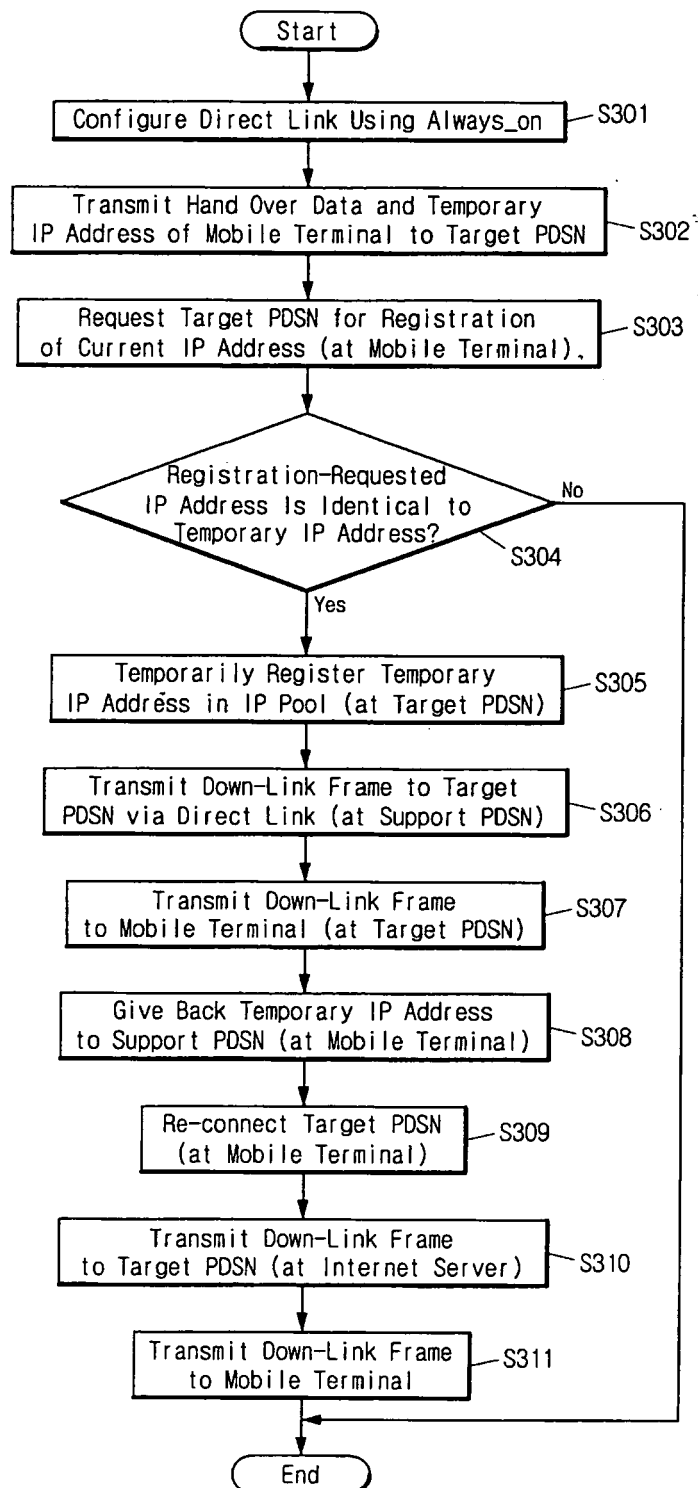 Start
Configure Direct Link Using Always_on
S301
Transmit Hand Over Data and Temporary
IP Address of Mobile Terminal to Target PDSN
S302
Request Target PDSN for Registration
of Current IP Address (at Mobile Terminal).
S303
Registration-Requested
IP Address Is Identical to
Temporary IP Address?
No
S304
Yes
Temporarily Register Temporary
IP Address in IP Pool (at Target PDSN)
S305
Transmit Down-Link Frame to Target
PDSN via Direct Link (at Support PDSN)
S306
Transmit Down-Link Frame
to Mobile Terminal (at Target PDSN)
S307
Give Back Temporary IP Address
to Support PDSN (at Mobile Terminal)
S308
Re-connect Target PDSN
(at Mobile Terminal)
S309
Transmit Down-Link Frame
to Target PDSN (at Internet Server)
S310
Transmit Down-Link Frame
to Mobile Terminal
S311
End